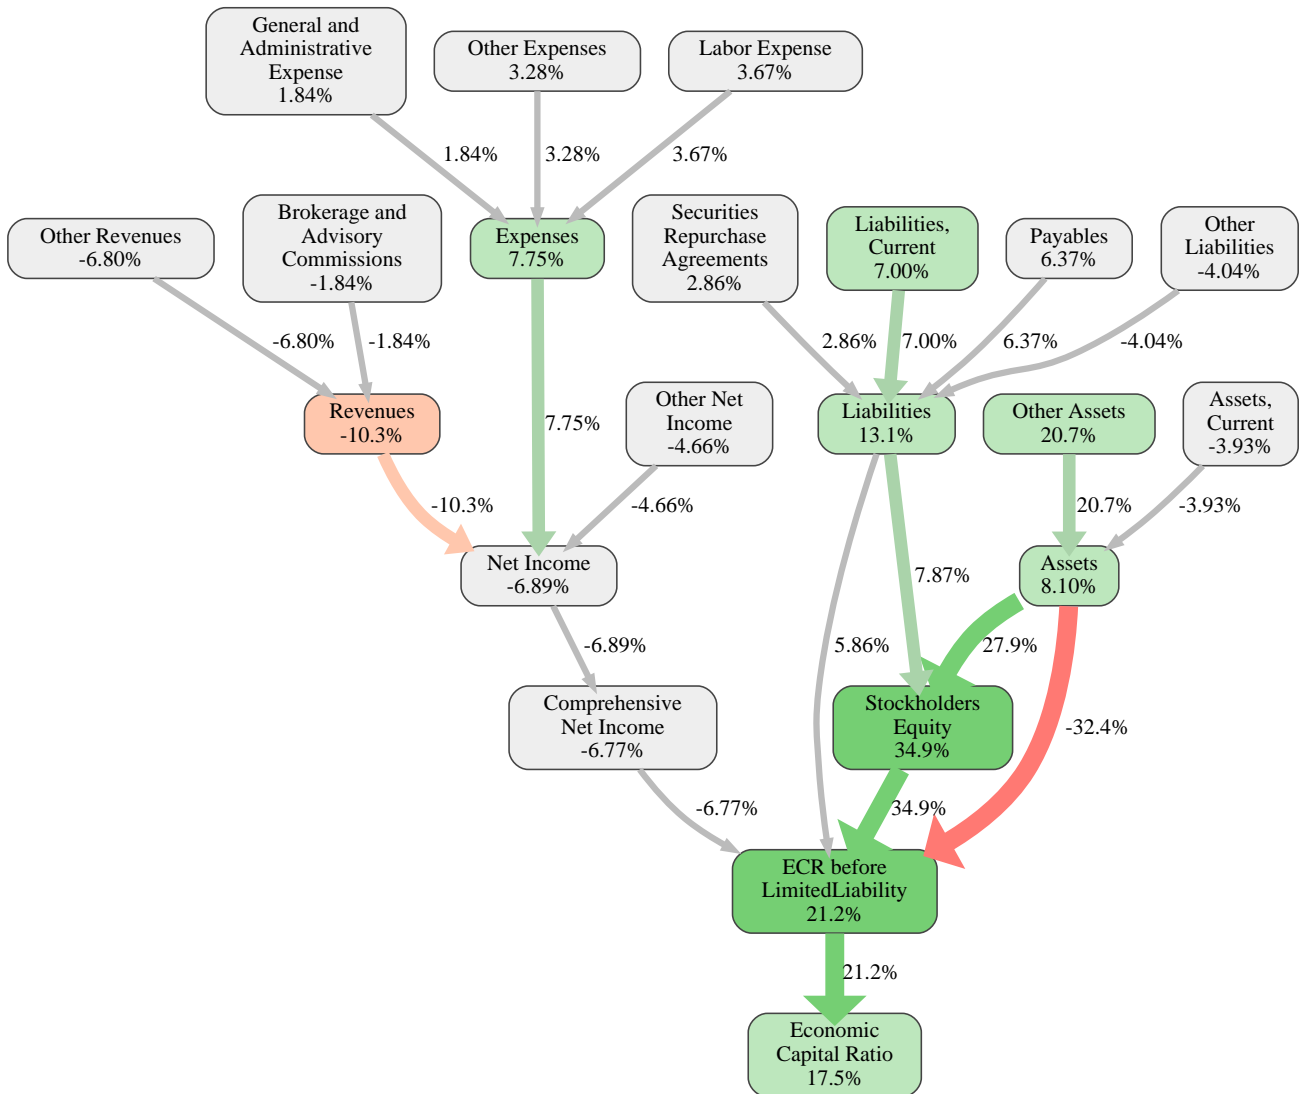 General and
Administrative
Expense
1.84%
Other Expenses
3.28%
Labor Expense
3.67%
1.84%
3.28%
3.67%
Other Revenues
-6.80%
Brokerage and
Advisory
Commissions
-1.84%
Expenses
7.75%
Securities
Repurchase
Agreements
2.86%
Liabilities,
Current
7.00%
Payables
6.37%
Other
Liabilities
-4.04%
-6.80%
-1.84%
2.86%
7.00%
6.37%
-4.04%
Revenues
-10.3%
7.75%
Other Net
Income
-4.66%
Liabilities
13.1%
Other Assets
20.7%
Assets,
Current
-3.93%
-10.3%
-4.66%
20.7%
-3.93%
Net Income
-6.89%
7.87%
Assets
8.10%
-6.89%
5.86%
27.9%
Comprehensive
Net Income
-6.77%
Stockholders
Equity
34.9%
-32.4%
-6.77%
34.9%
ECR before
LimitedLiability
21.2%
21.2%
Economic
Capital Ratio
17.5%